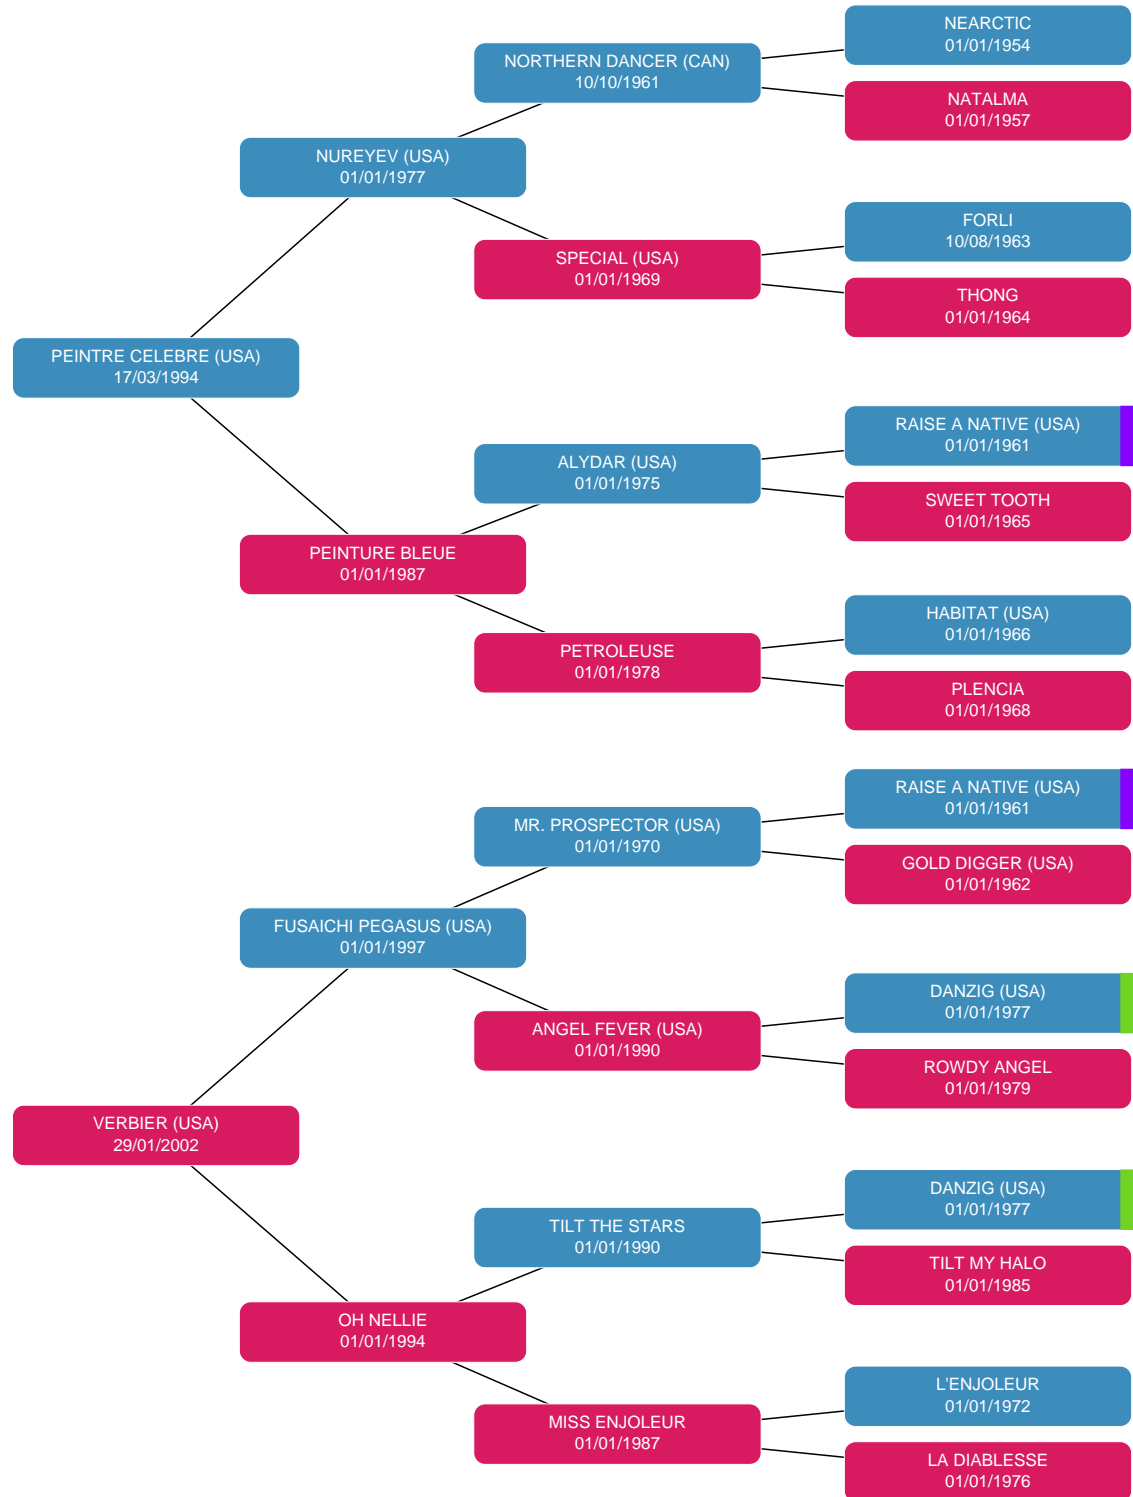 NEARCTIC
01/01/1954
NORTHERN DANCER (CAN)
10/10/1961
NATALMA
01/01/1957
NUREYEV (USA)
01/01/1977
FORLI
10/08/1963
SPECIAL (USA)
01/01/1969
THONG
01/01/1964
PEINTRE CELEBRE (USA)
17/03/1994
RAISE A NATIVE (USA)
01/01/1961
ALYDAR (USA)
01/01/1975
SWEET TOOTH
01/01/1965
PEINTURE BLEUE
01/01/1987
HABITAT (USA)
01/01/1966
PETROLEUSE
01/01/1978
PLENCIA
01/01/1968
RAISE A NATIVE (USA)
01/01/1961
MR. PROSPECTOR (USA)
01/01/1970
GOLD DIGGER (USA)
01/01/1962
FUSAICHI PEGASUS (USA)
01/01/1997
DANZIG (USA)
01/01/1977
ANGEL FEVER (USA)
01/01/1990
ROWDY ANGEL
01/01/1979
VERBIER (USA)
29/01/2002
DANZIG (USA)
01/01/1977
TILT THE STARS
01/01/1990
TILT MY HALO
01/01/1985
OH NELLIE
01/01/1994
L'ENJOLEUR
01/01/1972
MISS ENJOLEUR
01/01/1987
LA DIABLESSE
01/01/1976